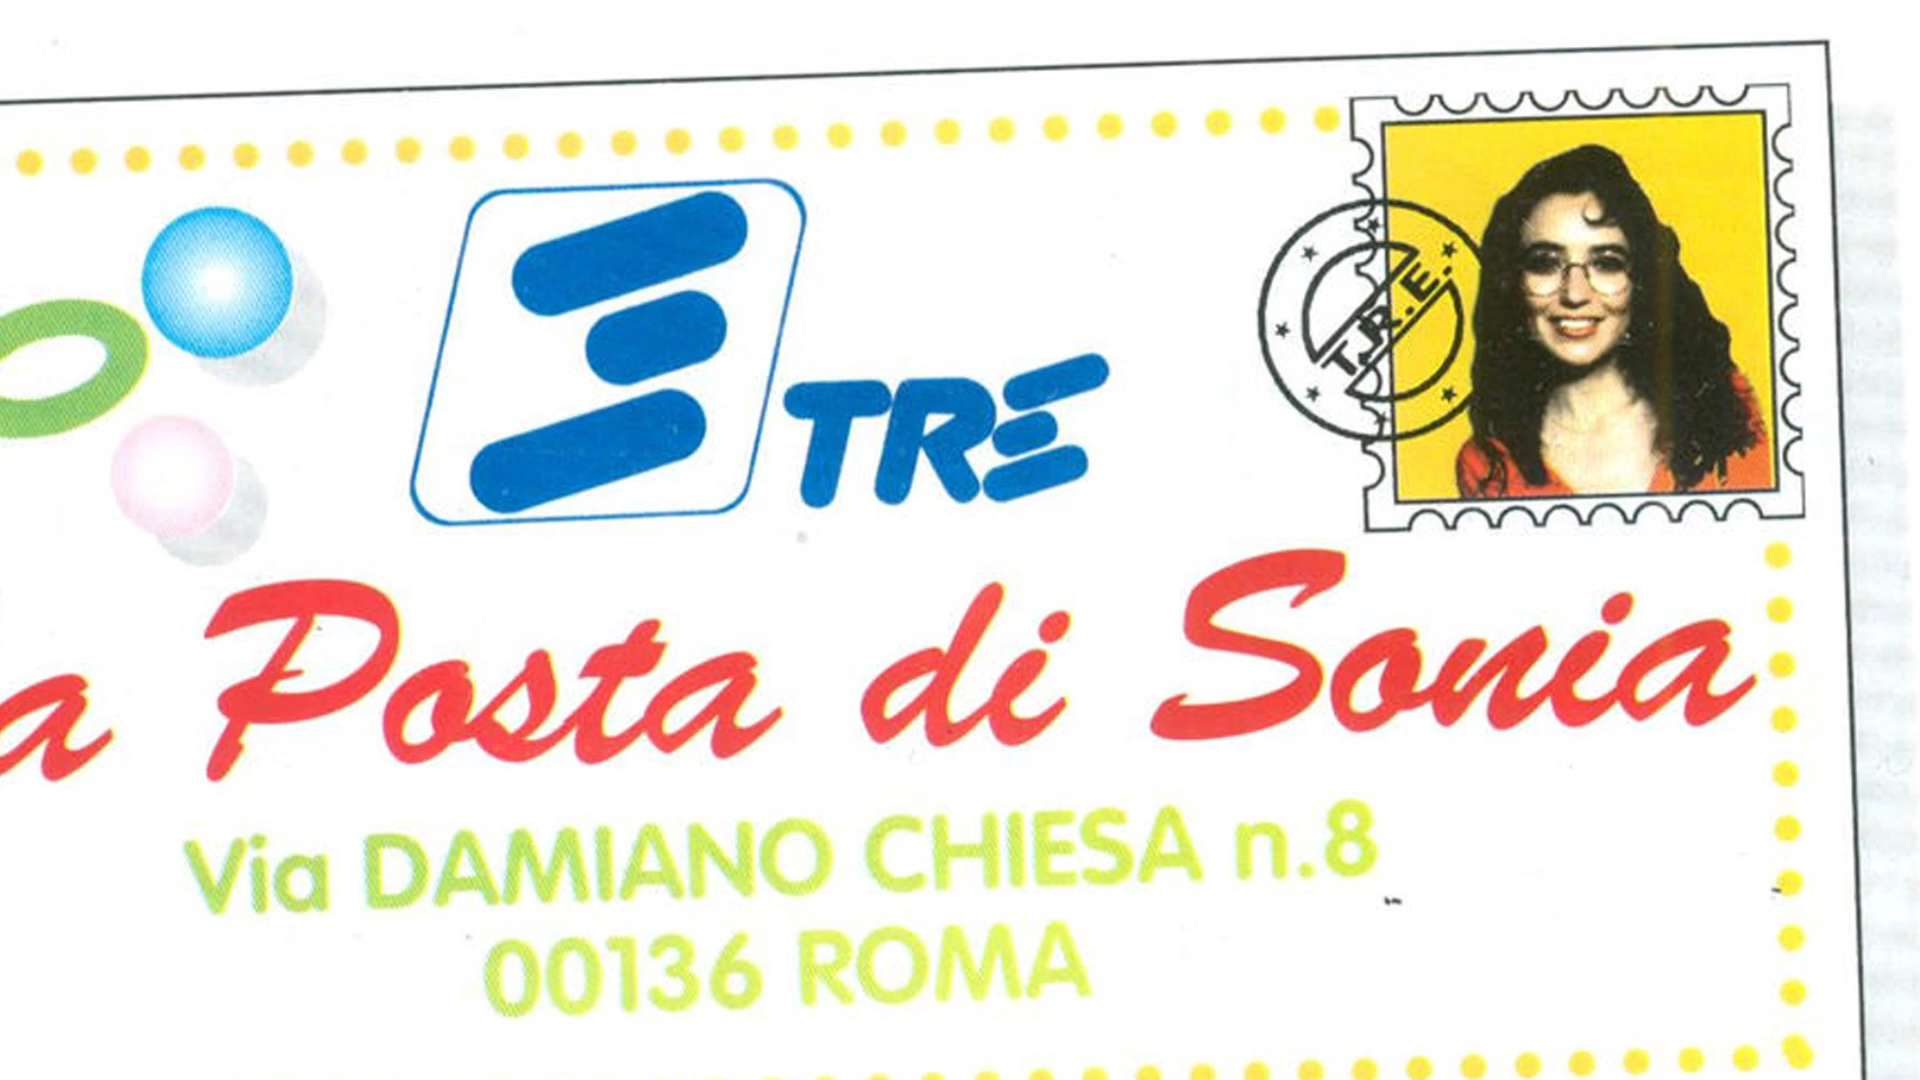 TRE
T.R.E.
a Posta di Sonia
Via DAMIANO CHIESA n.8
00136 ROMA